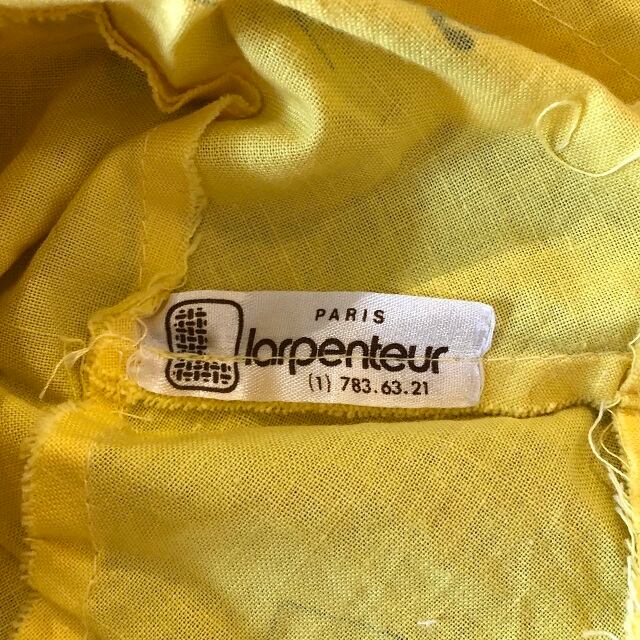 PARIS
larpenteur
(1) 783.63.21